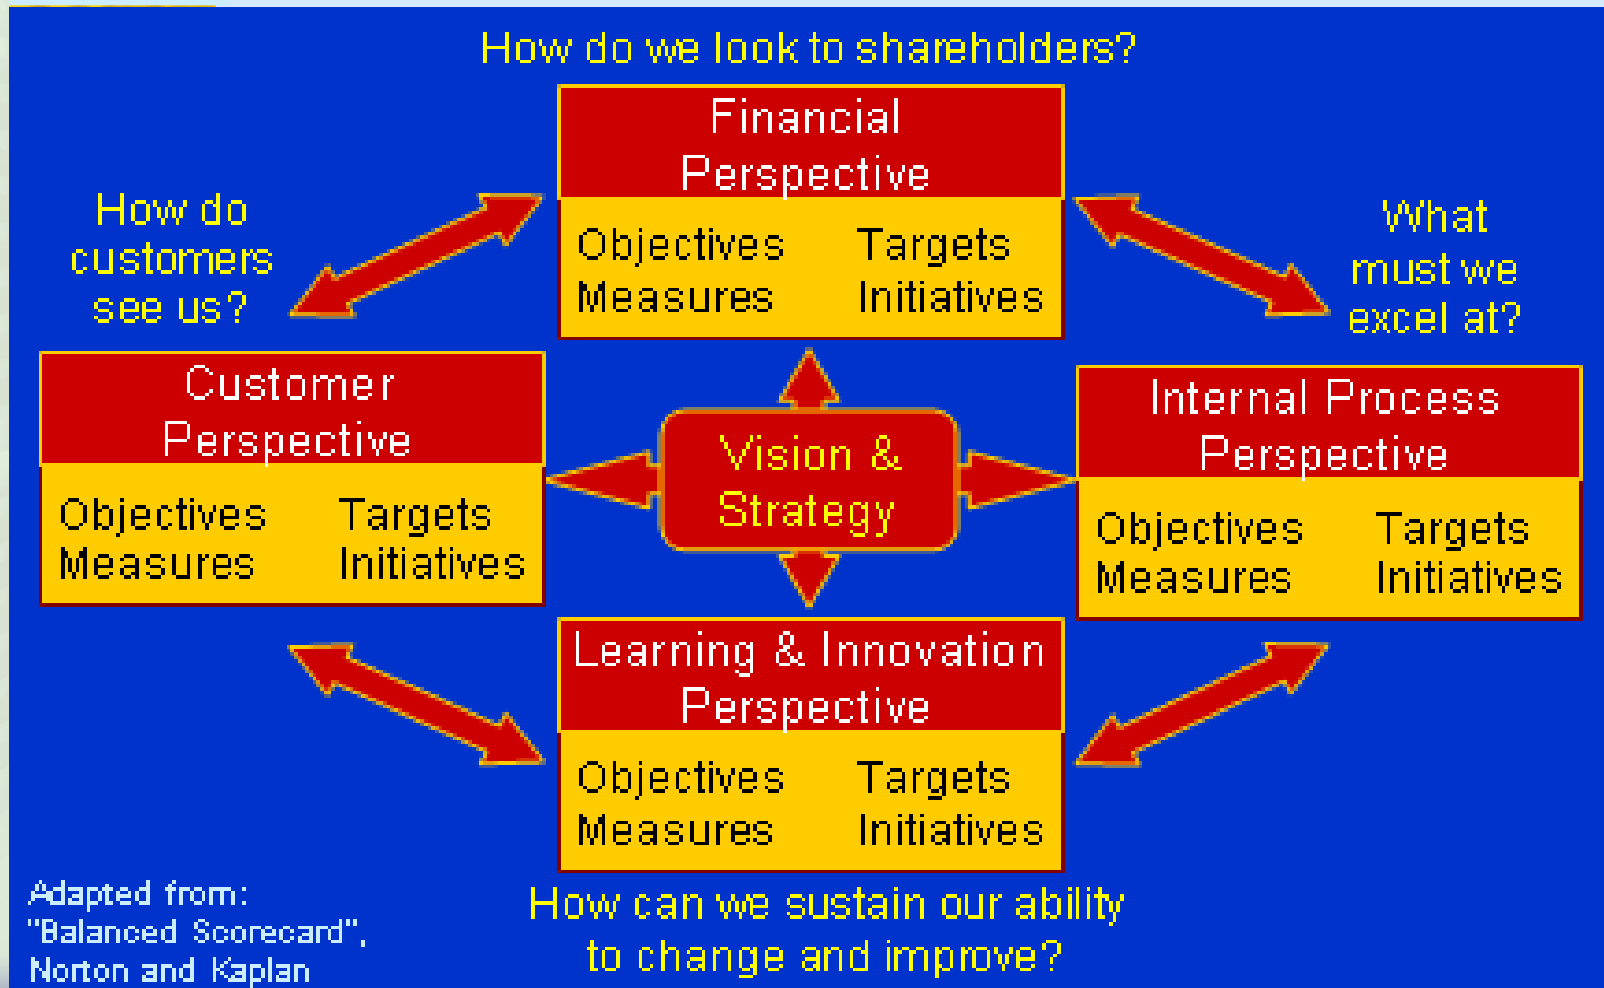 How do we look to shareholders?
Financial
Perspective
Objectives Targets
Measures Initiatives
How do
customers
see us?
What
must we
excel at?
Customer
Perspective
Objectives Targets
Measures Initiatives
Vision &
Strategy
Internal Process
Perspective
Objectives Targets
Measures Initiatives
Learning & Innovation
Perspective
Objectives Targets
Measures Initiatives
How can we sustain our ability
to change and improve?
Adapted from:
"Balanced Scorecard",
Norton and Kaplan